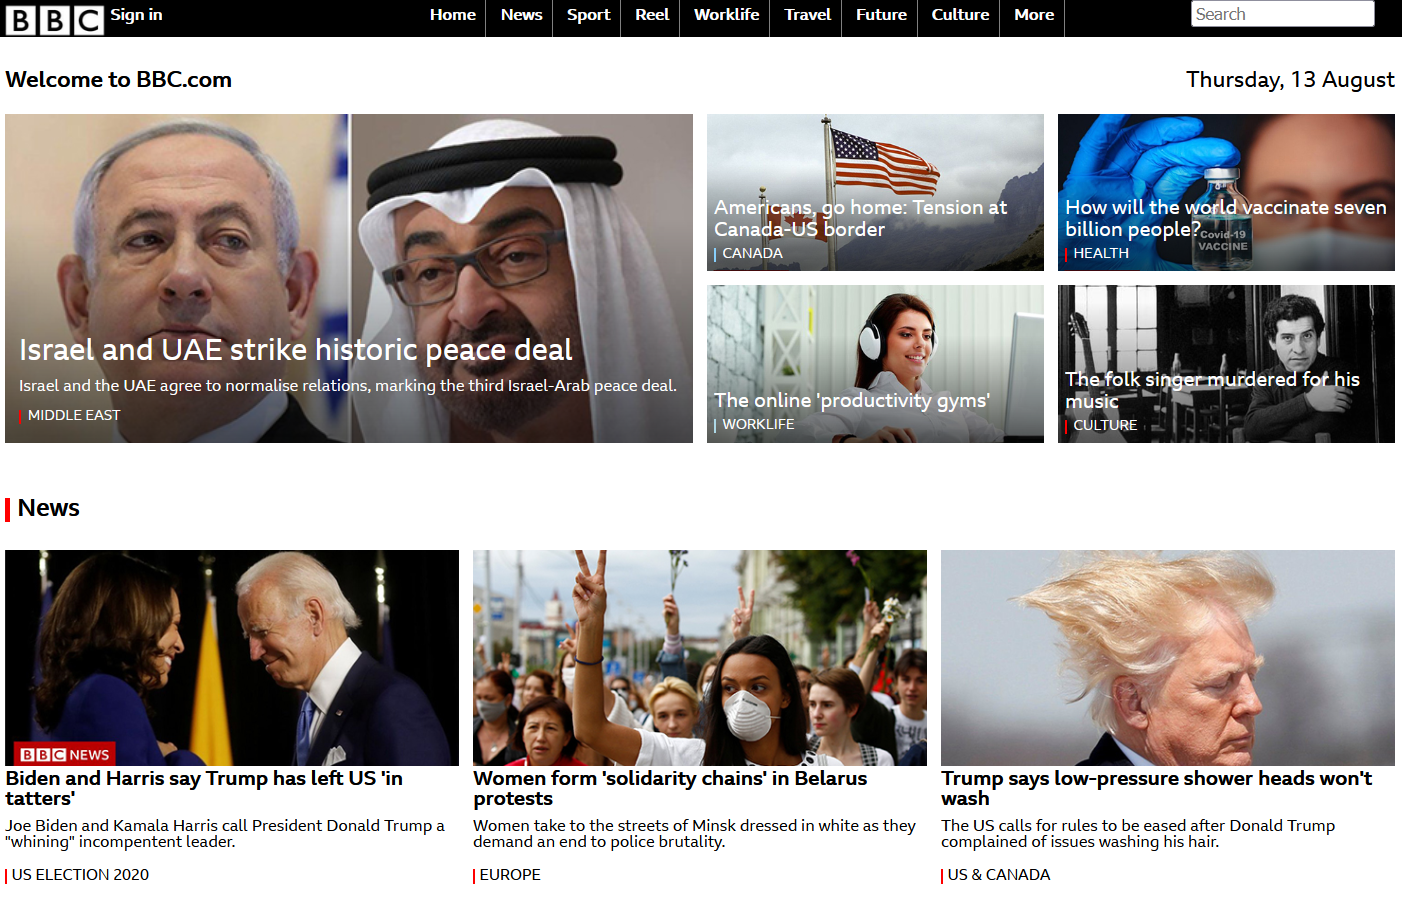 BBC Sign in Home News Sport Reel Worklife Travel Future Culture More Search
Welcome to BBC.com
Thursday, 13 August
Israel and UAE strike historic peace deal
Israel and the UAE agree to normalise relations, marking the third Israel-Arab peace deal.
MIDDLE EAST
Americans, go home: Tension at
Canada-US border
CANADA
How will the world vaccinate seven
billion people?
HEALTH
Covid-19
VACCINE
The online 'productivity gyms'
WORKLIFE
The folk singer murdered for his
music
CULTURE
News
BBC NEWS
Biden and Harris say Trump has left US 'in
tatters'
Joe Biden and Kamala Harris call President Donald Trump a
"whining" incompentent leader.
US ELECTION 2020
Women form 'solidarity chains' in Belarus
protests
Women take to the streets of Minsk dressed in white as they
demand an end to police brutality.
EUROPE
Trump says low-pressure shower heads won't
wash
The US calls for rules to be eased after Donald Trump
complained of issues washing his hair.
US & CANADA